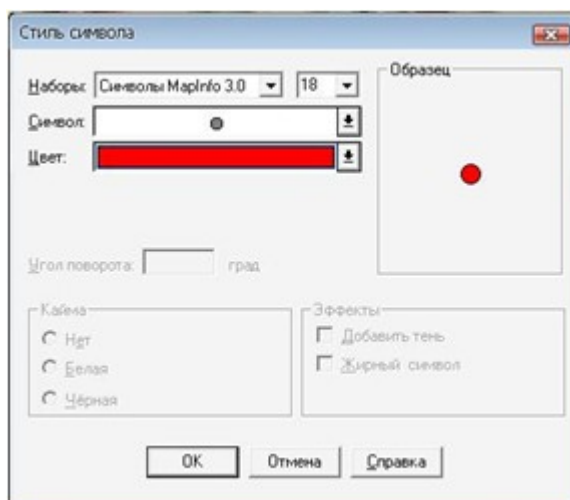 Стиль символа
Образец
Наборы: Символы MapInfo 3.0 18
Символ:
Цвет:
Угол поворота: град
Кайма
Нет
Белая
Чёрная
Эффекты
Добавить тень
Жирный символ
OK Отмена Справка